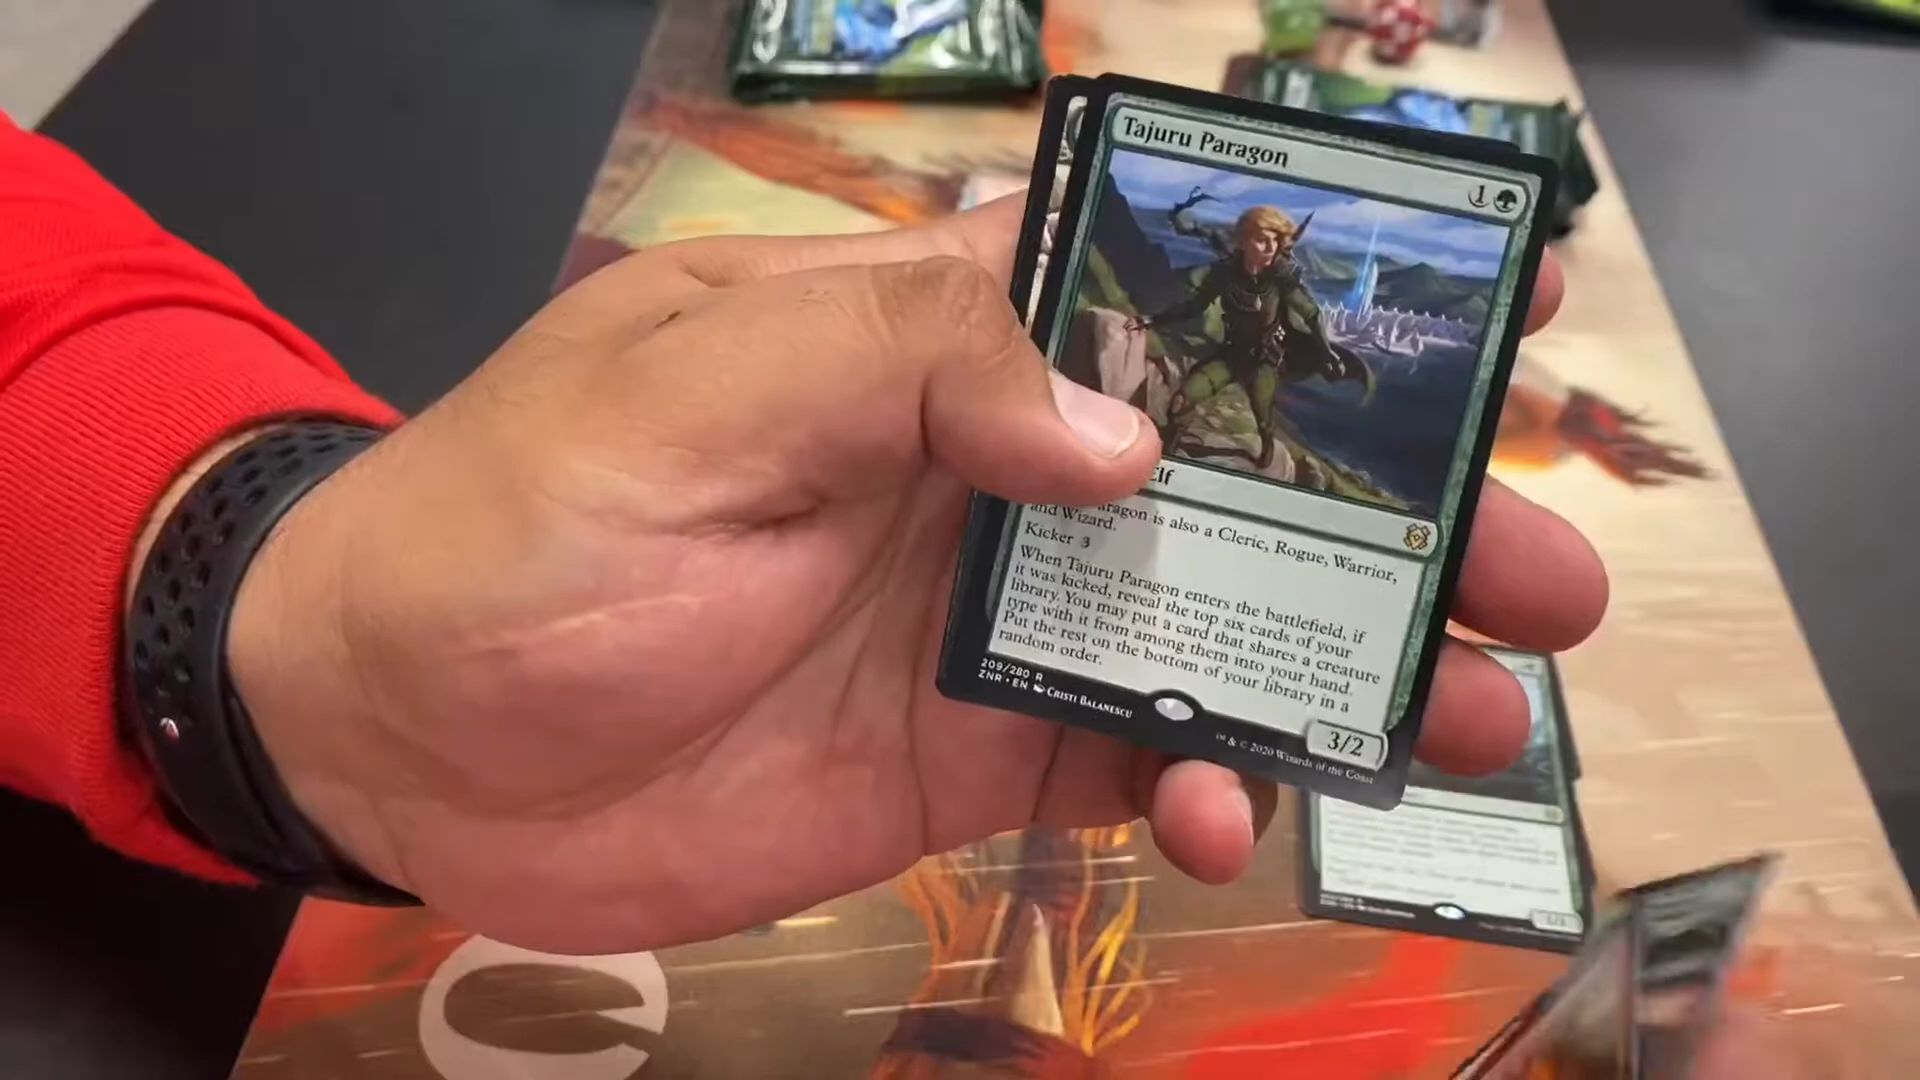 Tajuru Paragon
1
Elf
aragon is also a Cleric, Rogue, Warrior,
and Wizard.
Kicker 3
When Tajuru Paragon enters the battlefield, if
it was kicked, reveal the top six cards of your
library. You may put a card that shares a creature
type with it from among them into your hand.
Put the rest on the bottom of your library in a
random order.
209/280 R
ZNR • EN Cristi Balanescu
3/2
™ & © 2020 Wizards of the Coast